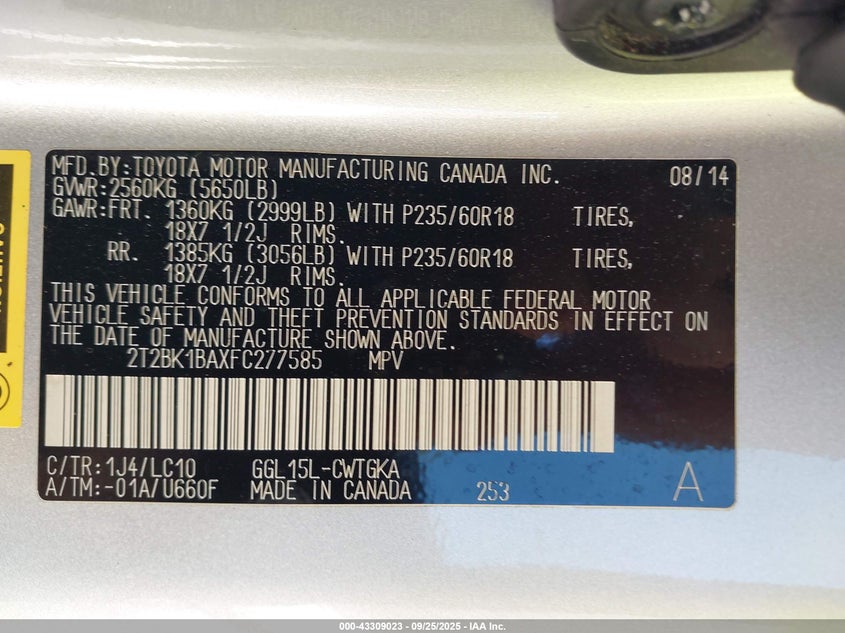 MFD.BY:TOYOTA MOTOR MANUFACTURING CANADA INC. 08/14
GVWR:2560KG (5650LB)
GAWR:FRT. 1360KG (2999LB) WITH P235/60R18 TIRES,
18X7 1/2J RIMS.
RR. 1385KG (3056LB) WITH P235/60R18 TIRES,
18X7 1/2J RIMS.
THIS VEHICLE CONFORMS TO ALL APPLICABLE FEDERAL MOTOR
VEHICLE SAFETY AND THEFT PREVENTION STANDARDS IN EFFECT ON
THE DATE OF MANUFACTURE SHOWN ABOVE.
2T2BK1BAXFC277585 MPV
C/TR:1J4/LC10 GGL15L-CWTGKA
A/TM:-01A/U660F MADE IN CANADA 253 A
000-43309023 - 09/25/2025 - IAA Inc.